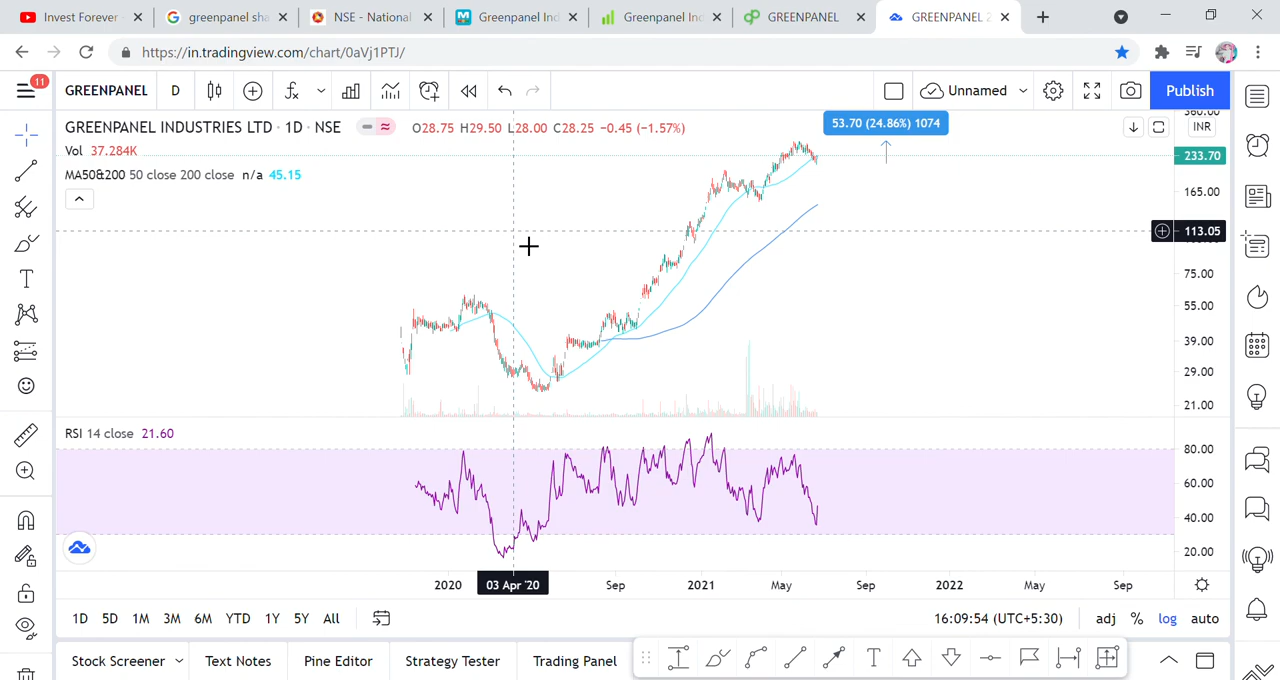 Invest Forever
greenpanel sha
NSE - National
Greenpanel Ind
Greenpanel Ind
GREENPANEL
GREENPANEL 2
https://in.tradingview.com/chart/0aVj1PTJ/
11
GREENPANEL D
Unnamed
Publish
GREENPANEL INDUSTRIES LTD · 1D · NSE O28.75 H29.50 L28.00 C28.25 −0.45 (−1.57%)
Vol 37.284K
MA50&200 50 close 200 close n/a 45.15
53.70 (24.86%) 1074
360.00
INR
233.70
165.00
113.05
75.00
55.00
39.00
29.00
21.00
RSI 14 close 21.60
80.00
60.00
40.00
20.00
2020 03 Apr '20 Sep 2021 May Sep 2022 May Sep
1D 5D 1M 3M 6M YTD 1Y 5Y All 16:09:54 (UTC+5:30) adj % log auto
Stock Screener Text Notes Pine Editor Strategy Tester Trading Panel